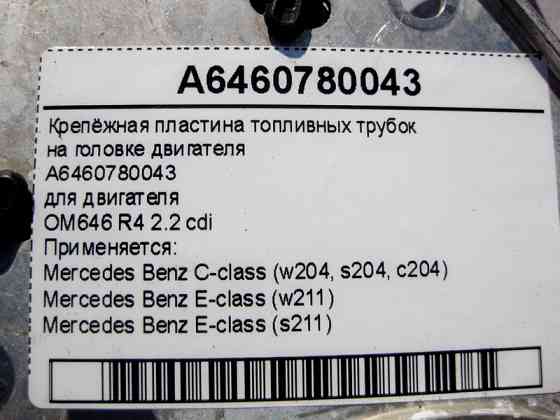 A6460780043
Крепёжная пластина топливных трубок
на головке двигателя
A6460780043
для двигателя
OM646 R4 2.2 cdi
Применяется:
Mercedes Benz C-class (w204, s204, c204)
Mercedes Benz E-class (w211)
Mercedes Benz E-class (s211)